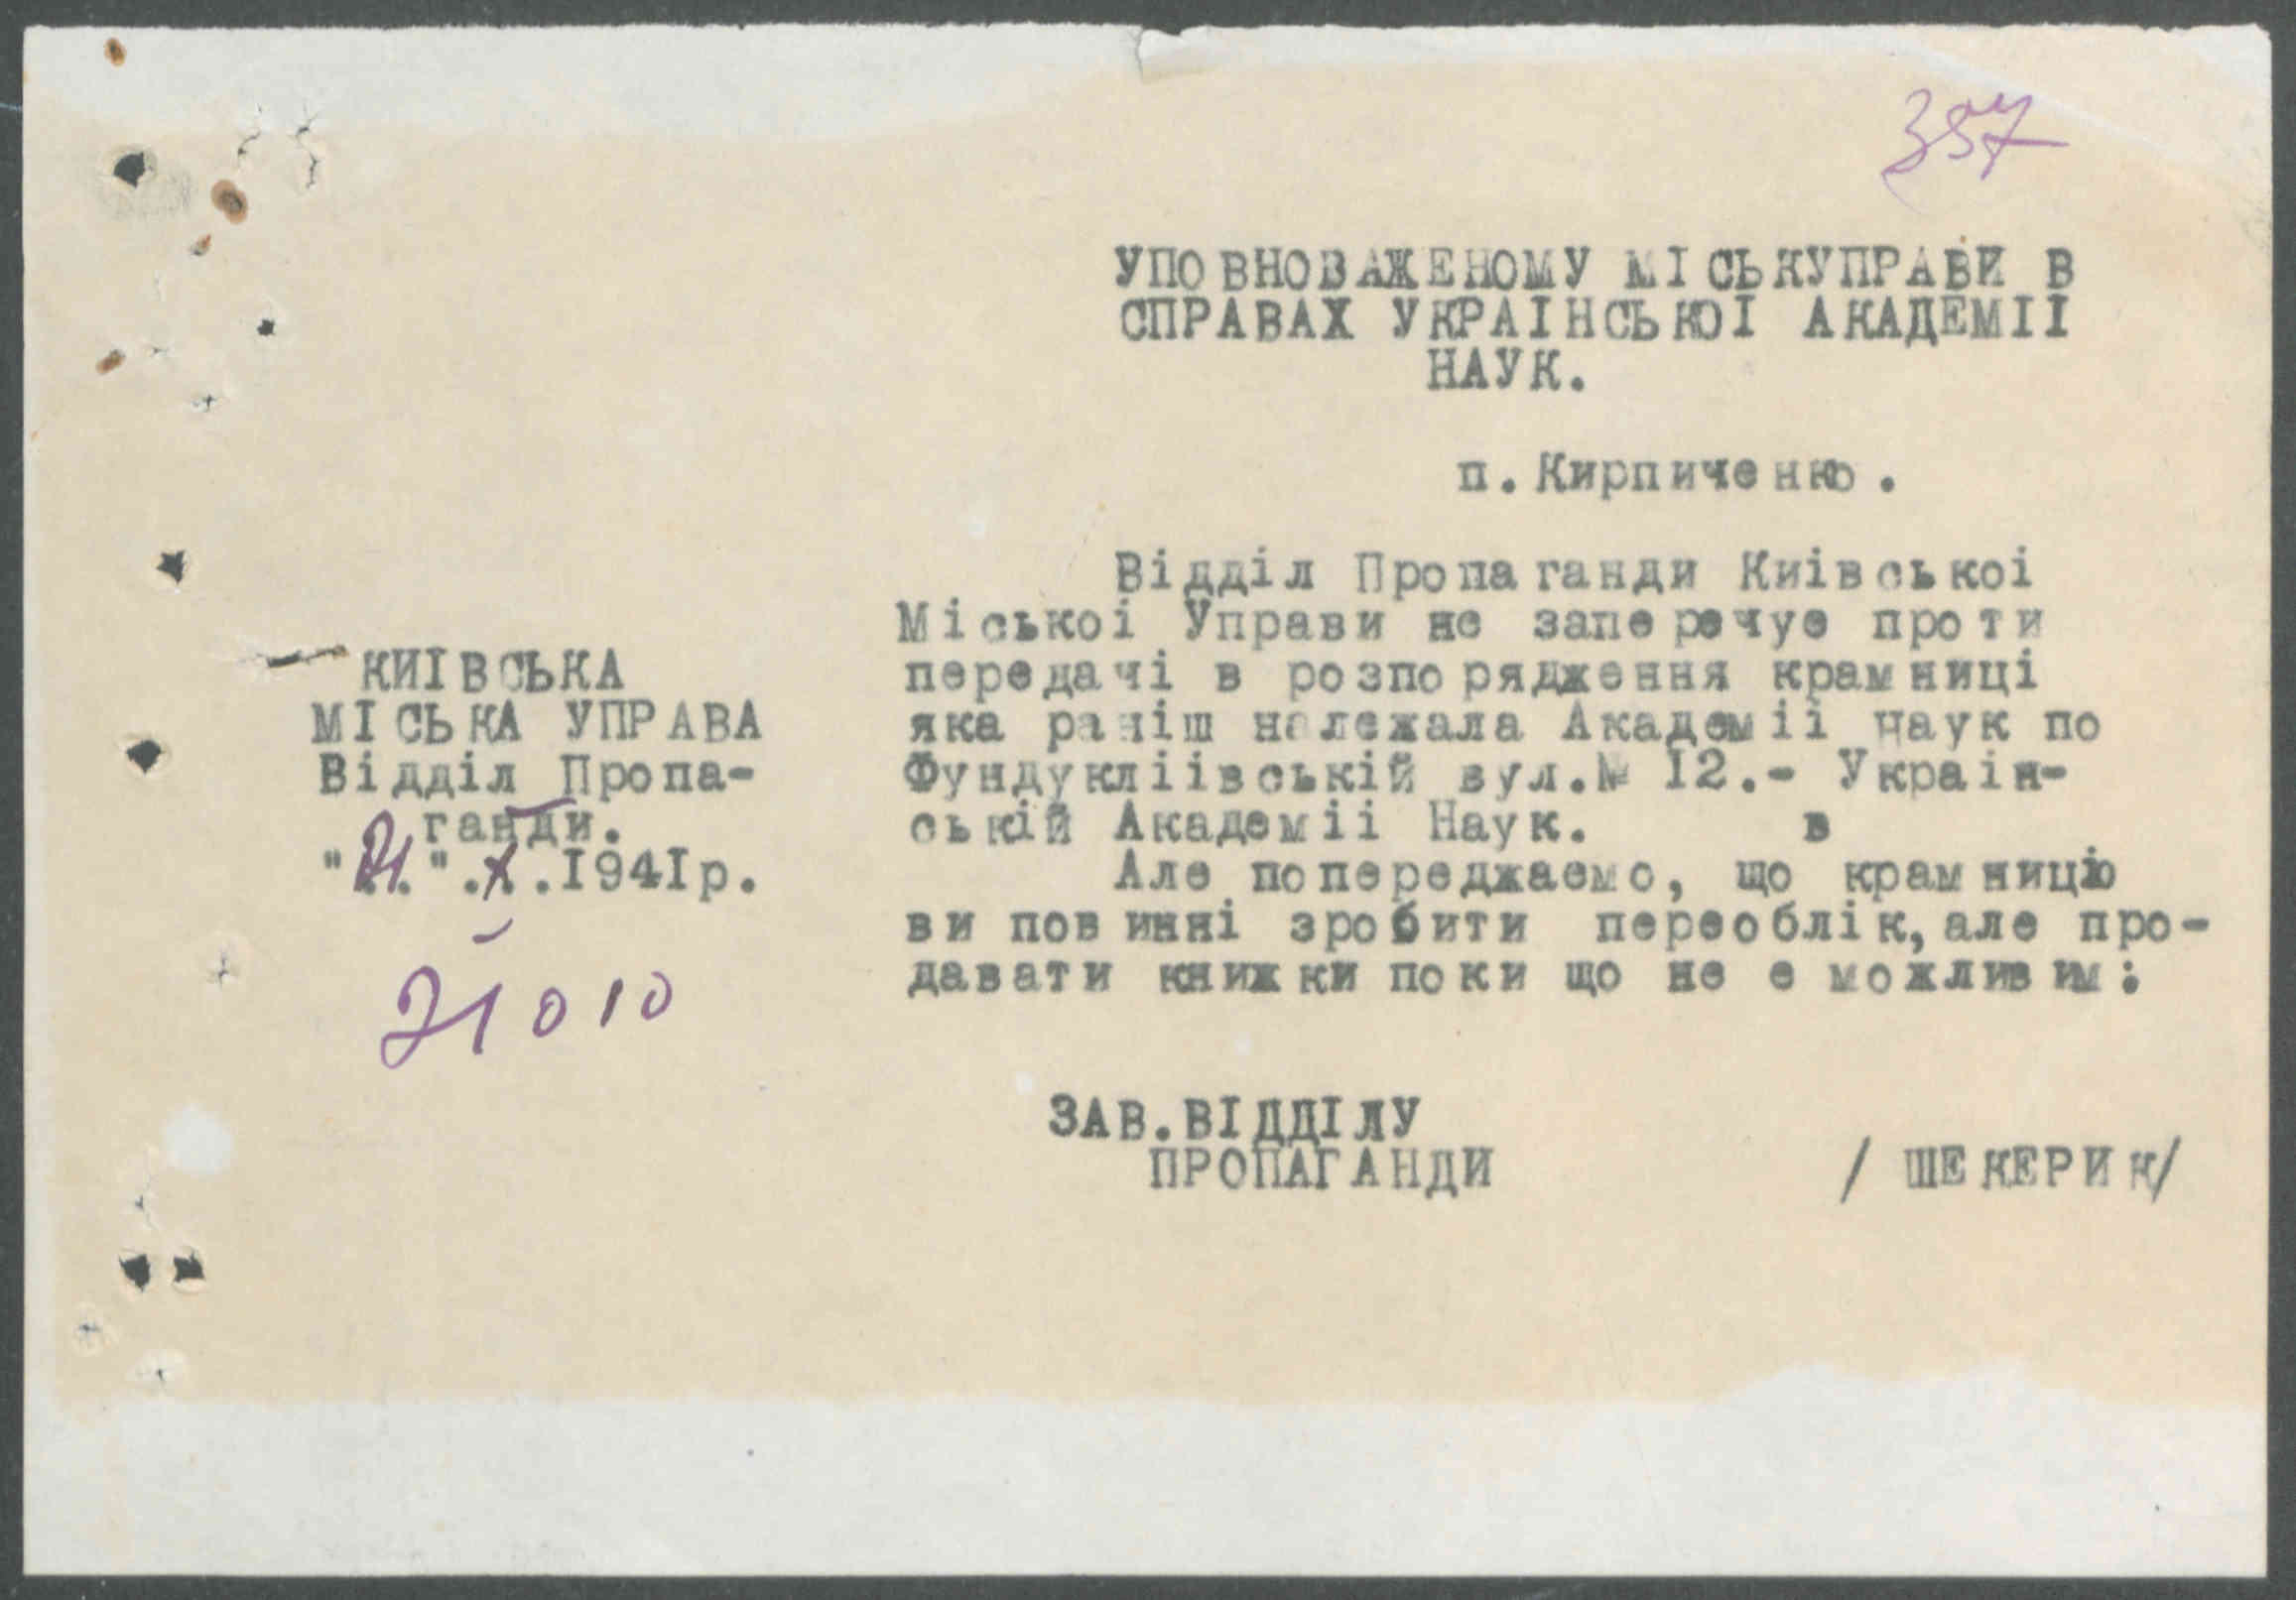 357
УПОВНОВАЖЕНОМУ МІСЬКУПРАВИ В
СПРАВАХ УКРАІНСЬКОІ АКАДЕМІІ
НАУК.
п. Кирпиченко.
КИІВСЬКА
МІСЬКА УПРАВА
Відділ Пропа-
ганди.
"21".X.1941р.
21010
Відділ Пропаганди Киівськоі
Міськоі Управи не заперечуе проти
передачі в розпорядження крамниці
яка раніш належала Академіі наук по
Фундукліівській вул.№ 12.- Украін-
ській Академіі Наук.
в
Але попереджаемо, що крамницю
ви повинні зробити переоблік, але про-
давати книжки поки що не е можливим:
ЗАВ.ВІДДІЛУ
ПРОПАГАНДИ / ШЕКЕРИК/